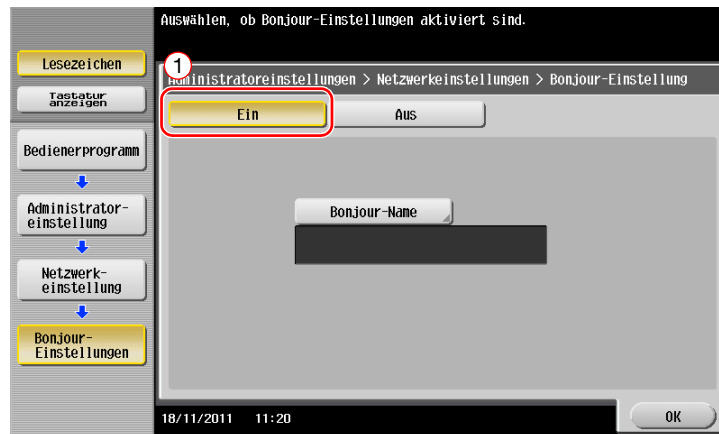 Auswählen, ob Bonjour-Einstellungen aktiviert sind.
Lesezeichen
Tastatur
anzeigen
Bedienerprogramm
Administrator-
einstellung
Netzwerk-
einstellung
Bonjour-
Einstellungen
1
Administratoreinstellungen > Netzwerkeinstellungen > Bonjour-Einstellung
Ein
Aus
Bonjour-Name
18/11/2011 11:20
OK